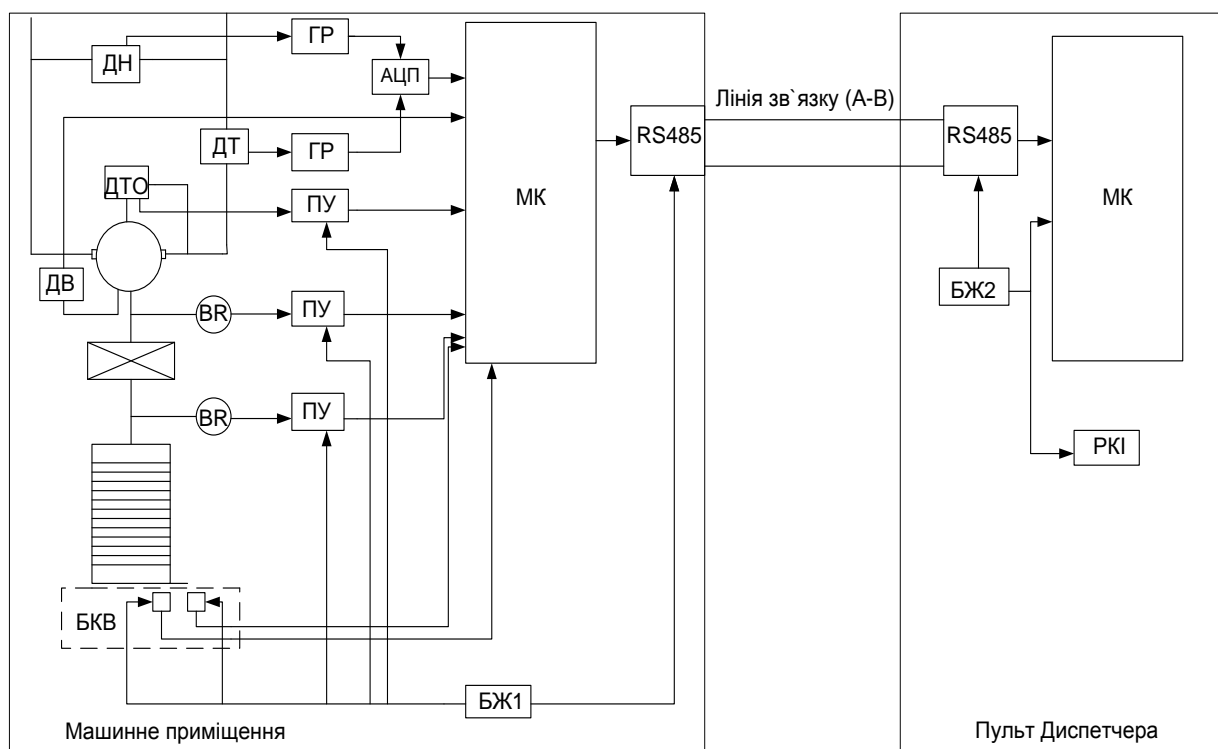 ДН
ГР
АЦП
МК
Лінія зв`язку (А-В)
RS485
RS485
МК
ДТ
ГР
ДТО
ПУ
ДВ
BR
ПУ
БЖ2
BR
ПУ
РКІ
БКВ
БЖ1
Машинне приміщення
Пульт Диспетчера